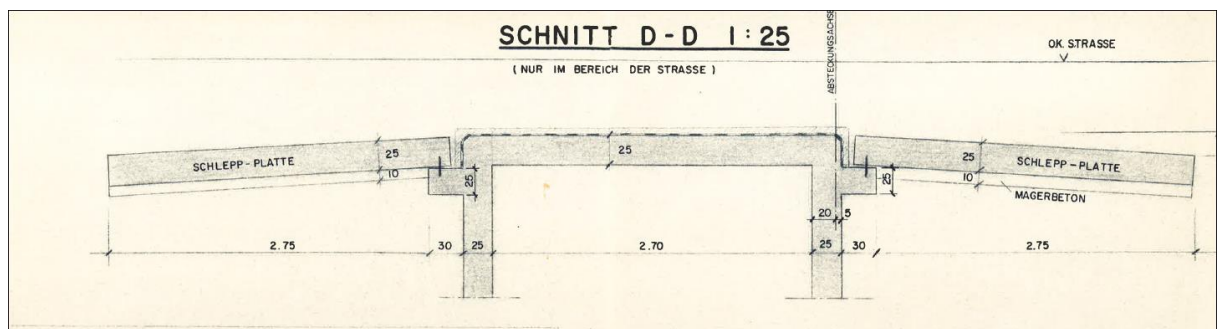 SCHNITT D-D 1:25
(NUR IM BEREICH DER STRASSE)
ABSTECKUNGSACHSE
OK. STRASSE
SCHLEPP-PLATTE
25
10
25
25
25
25
10
SCHLEPP-PLATTE
MAGERBETON
20
5
2.75
30
25
2.70
25
30
2.75